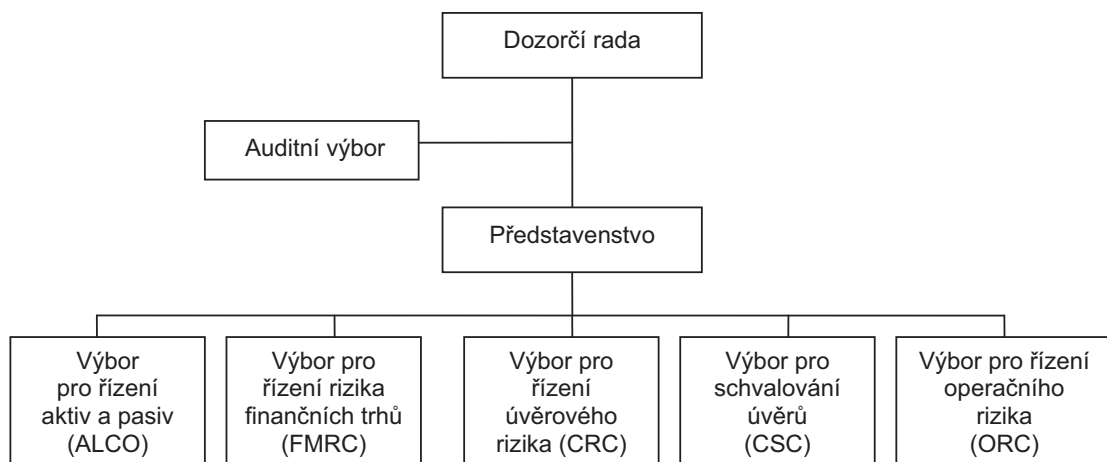 Dozorčí rada
Auditní výbor
Představenstvo
Výbor
pro řízení
aktiv a pasiv
(ALCO)
Výbor pro
řízení rizika
finančních trhů
(FMRC)
Výbor pro
řízení
úvěrového
rizika (CRC)
Výbor pro
schvalování
úvěrů
(CSC)
Výbor pro řízení
operačního
rizika
(ORC)